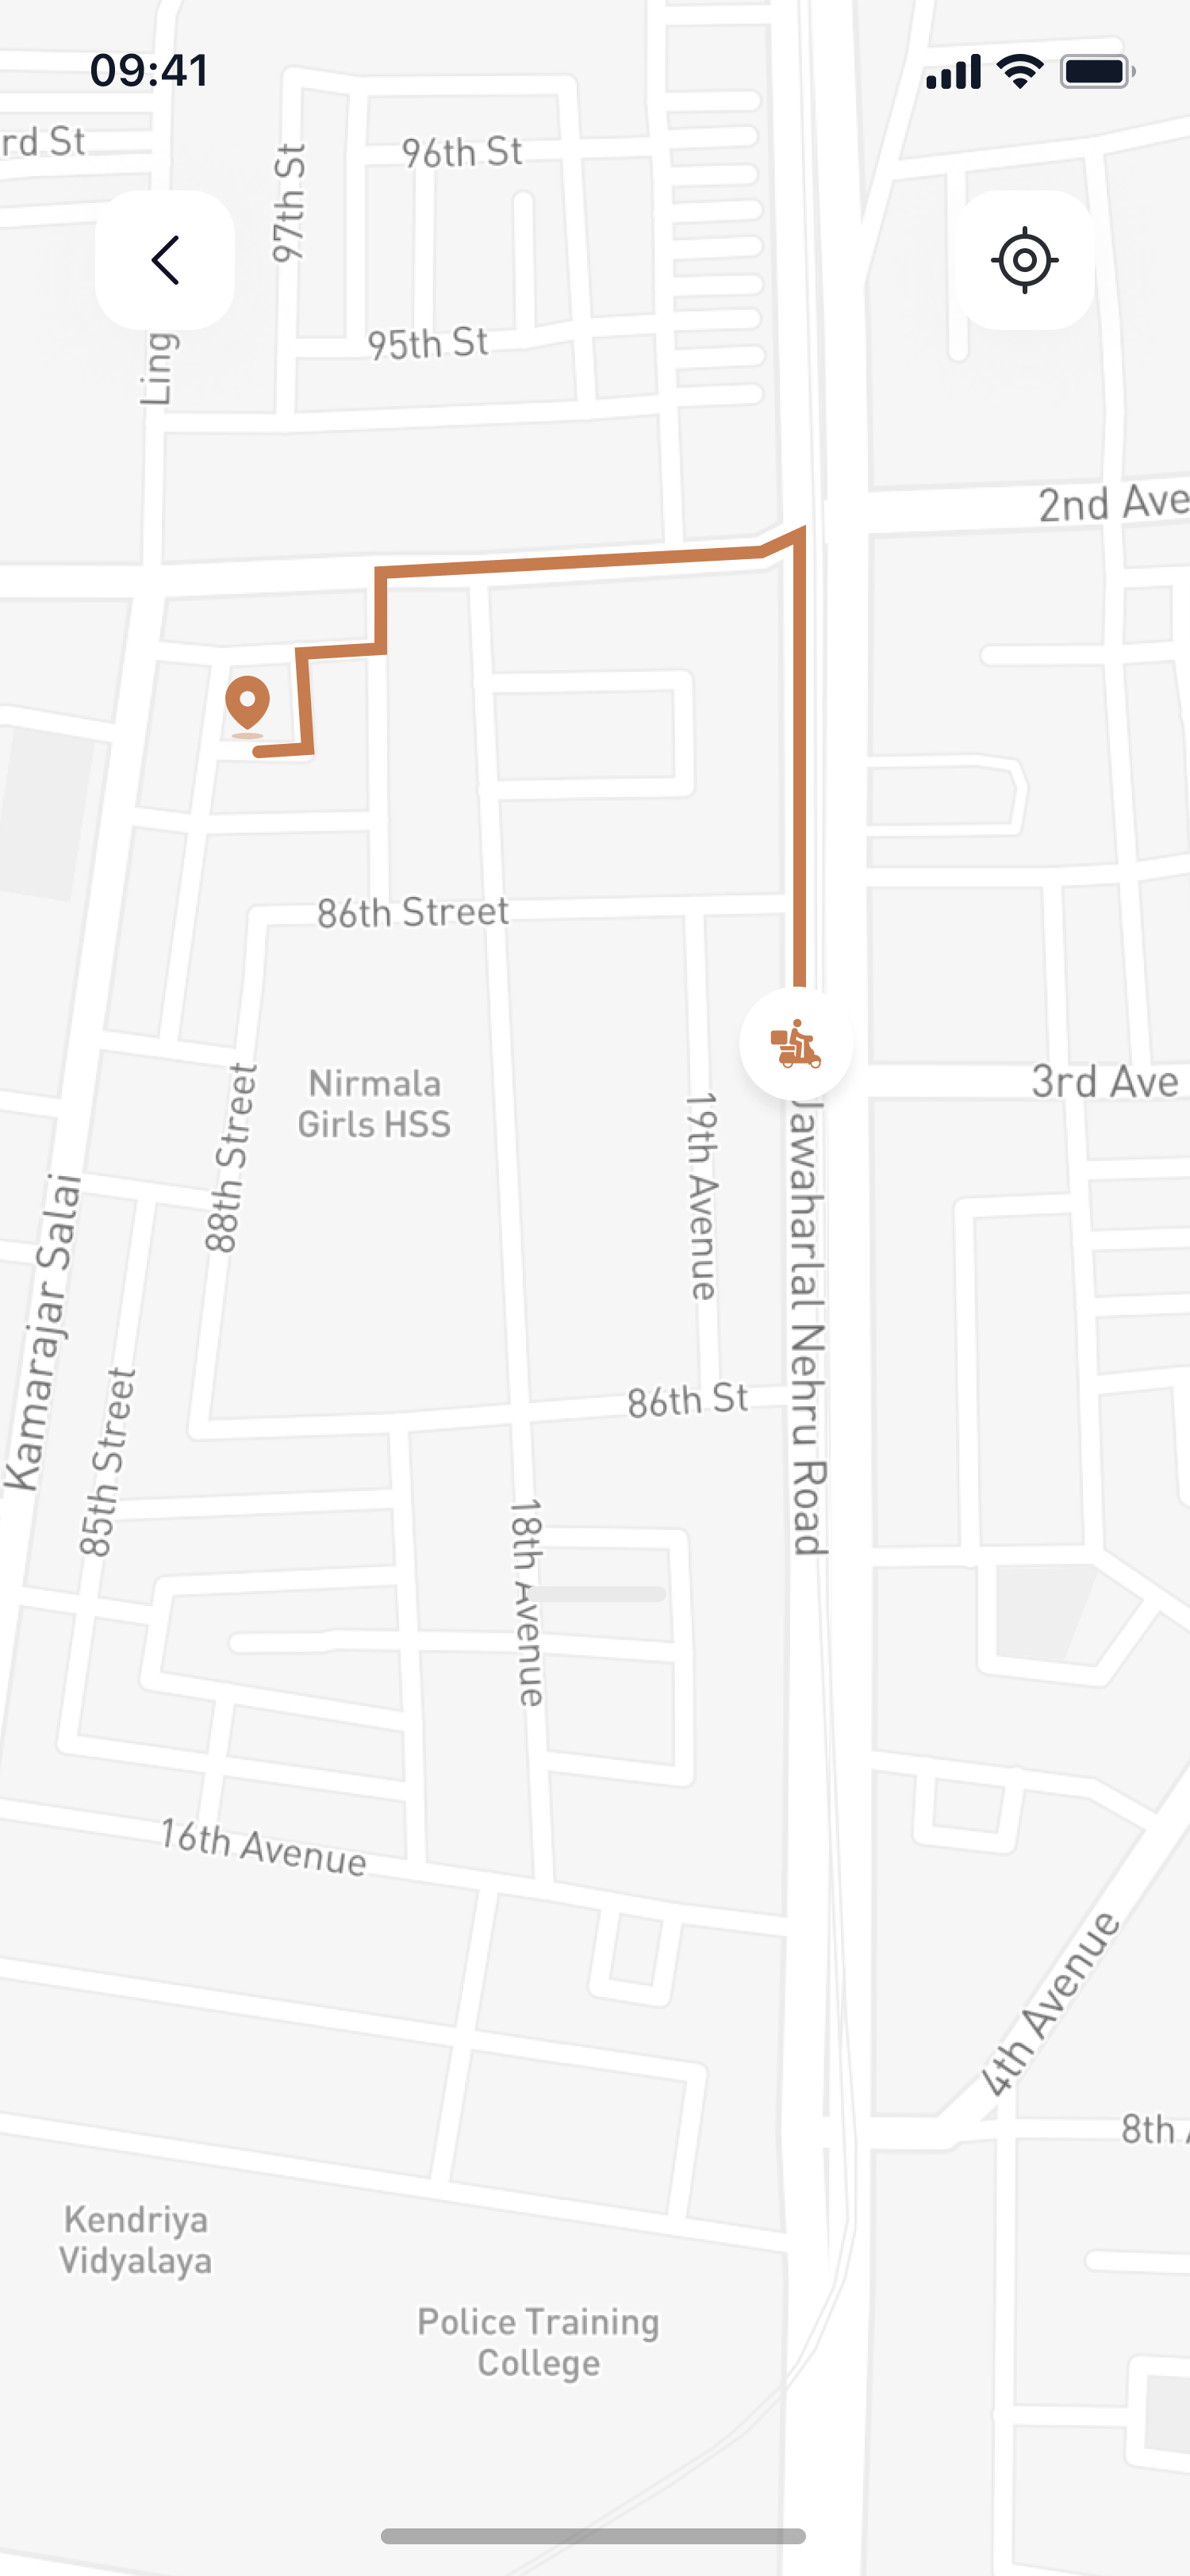 09:41
rd St
96th St
97th St
95th St
Ling
2nd Ave
86th Street
Nirmala
Girls HSS
88th Street
19th Avenue
3rd Ave
Jawaharlal Nehru Road
Kamarajar Salai
85th Street
86th St
18th Avenue
16th Avenue
4th Avenue
8th A
Kendriya
Vidyalaya
Police Training
College